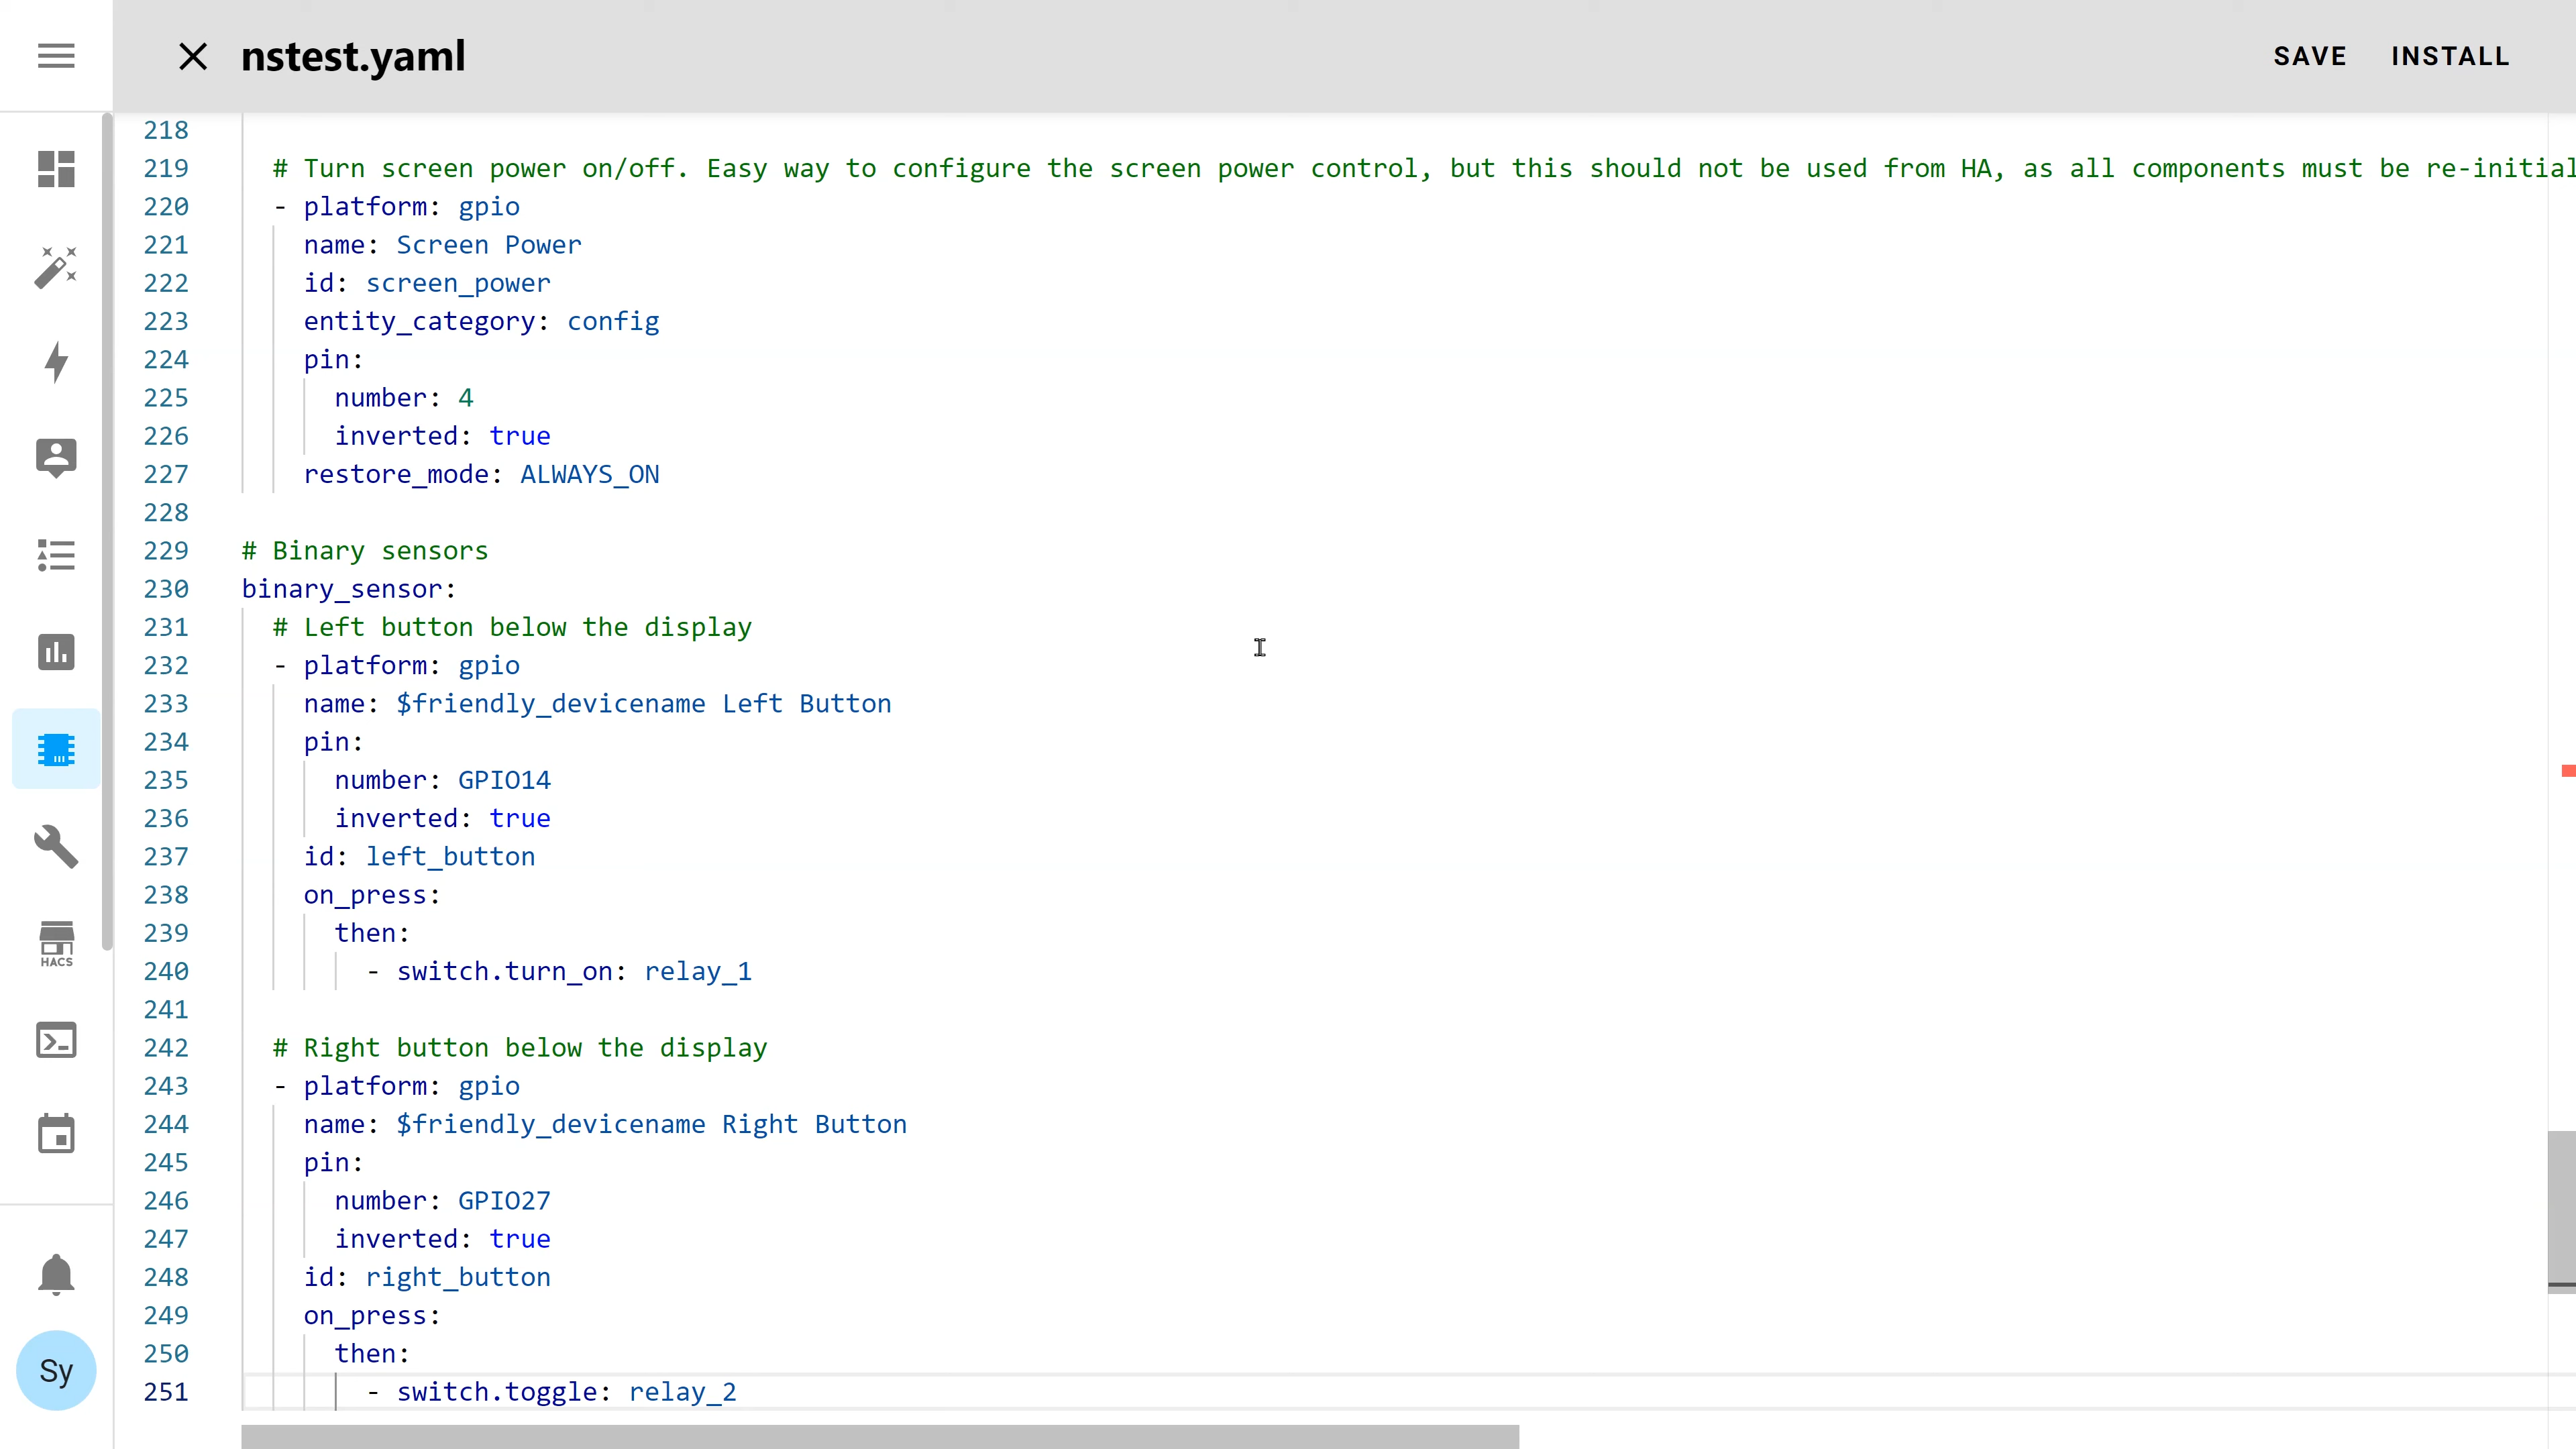 nstest.yaml
SAVE INSTALL
218
219 # Turn screen power on/off. Easy way to configure the screen power control, but this should not be used from HA, as all components must be re-initial
220 - platform: gpio
221 name: Screen Power
222 id: screen_power
223 entity_category: config
224 pin:
225 number: 4
226 inverted: true
227 restore_mode: ALWAYS_ON
228
229 # Binary sensors
230 binary_sensor:
231 # Left button below the display
232 - platform: gpio
233 name: $friendly_devicename Left Button
234 pin:
235 number: GPIO14
236 inverted: true
237 id: left_button
238 on_press:
239 then:
240 - switch.turn_on: relay_1
241
242 # Right button below the display
243 - platform: gpio
244 name: $friendly_devicename Right Button
245 pin:
246 number: GPIO27
247 inverted: true
248 id: right_button
249 on_press:
250 then:
251 - switch.toggle: relay_2
HACS
Sy